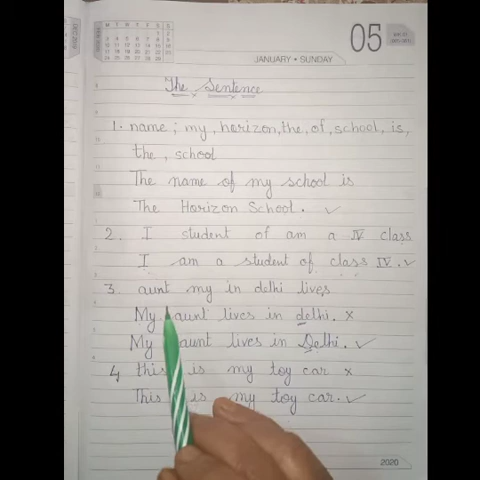 05
JANUARY • SUNDAY
The Sentence
1. name ; my , horizon, the, of , school, is,
the , school
The name of my school is
The Horizon School. ✓
2. I student of am a IV class
I am a student of class IV. ✓
3. aunt my in delhi lives
My aunt lives in delhi. x
My aunt lives in Delhi. ✓
4 this is my toy car x
This is my toy car. ✓
2020